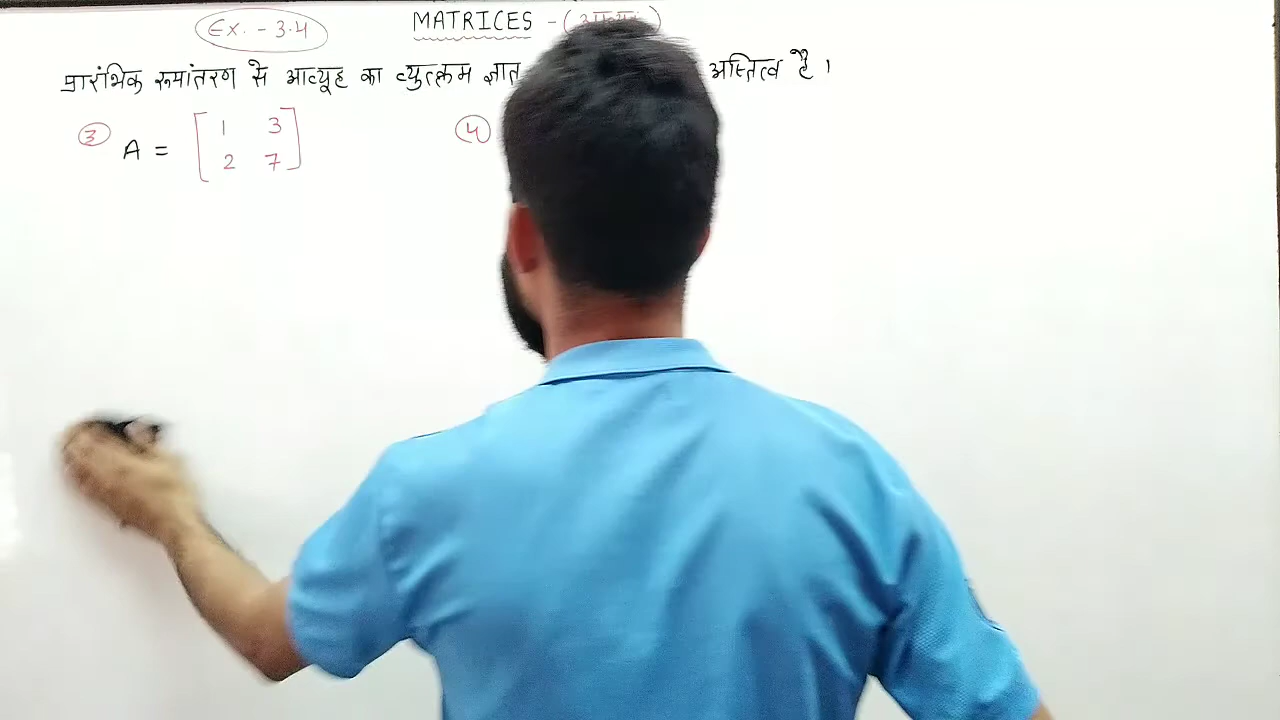 Ex. - 3.4 MATRICES - (
प्रारंभिक रूपांतरण से आव्यूह का व्युत्क्रम ज्ञात अस्तित्व है ।
③ A = [ 1 3 ④
2 7 ]